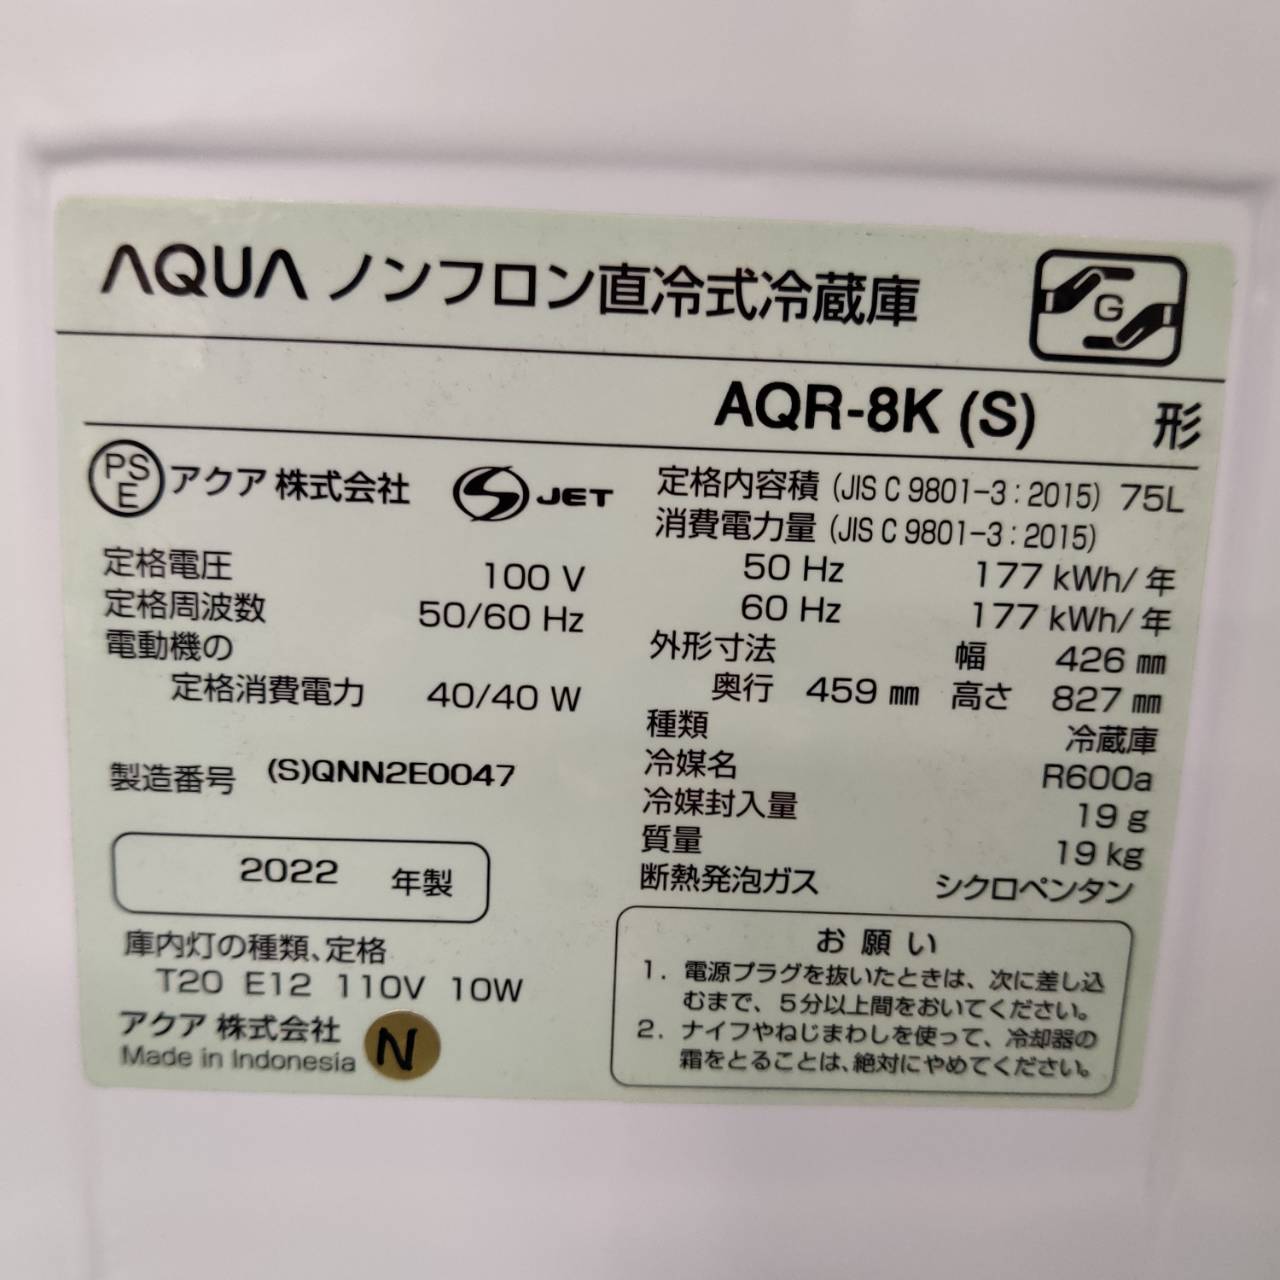 AQUA ノンフロン直冷式冷蔵庫
G
AQR-8K (S) 形
PS
E
アクア 株式会社
S JET
定格電圧 100 V
定格周波数 50/60 Hz
電動機の
定格消費電力 40/40 W
製造番号 (S)QNN2E0047
2022 年製
庫内灯の種類、定格
T20 E12 110V 10W
アクア 株式会社
Made in Indonesia
N
定格内容積 (JIS C 9801-3 : 2015) 75L
消費電力量 (JIS C 9801-3 : 2015)
50 Hz 177 kWh/年
60 Hz 177 kWh/年
外形寸法 幅 426 ㎜
奥行 459 ㎜ 高さ 827 ㎜
種類 冷蔵庫
冷媒名 R600a
冷媒封入量 19 g
質量 19 kg
断熱発泡ガス シクロペンタン
お 願 い
1. 電源プラグを抜いたときは、次に差し込
むまで、5分以上間をおいてください。
2. ナイフやねじまわしを使って、冷却器の
霜をとることは、絶対にやめてください。